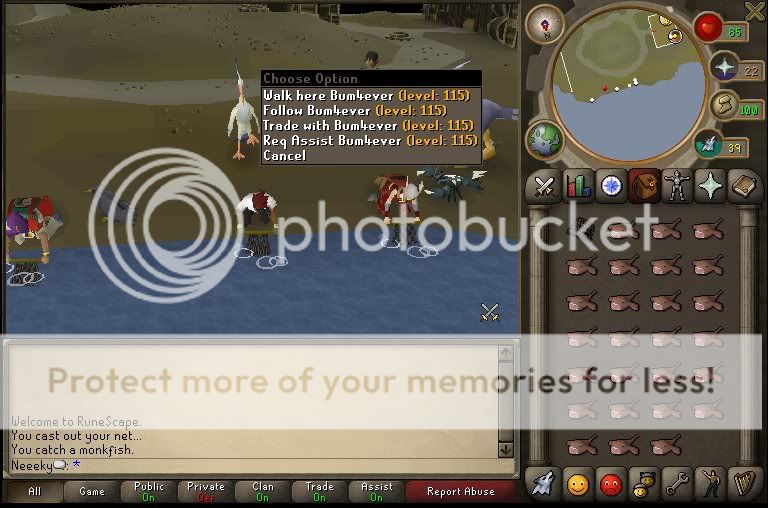 Choose Option
Walk here Bum4ever (level: 115)
Follow Bum4ever (level: 115)
Trade with Bum4ever (level: 115)
Req Assist Bum4ever (level: 115)
Cancel
85
22
100
39
photobucket
Protect more of your memories for less!
Welcome to RuneScape.
You cast out your net...
You catch a monkfish.
Neeeky: *
All
Game
Public
On
Private
Off
Clan
On
Trade
On
Assist
On
Report Abuse